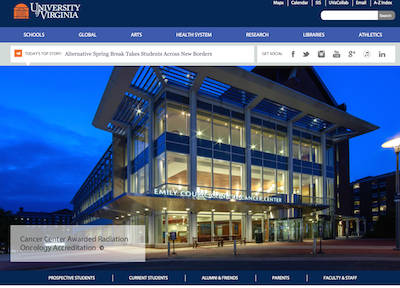 Maps | Calendar | SIS | UVaCollab | Email | A-Z Index
UNIVERSITY
of VIRGINIA
Search
SCHOOLS GLOBAL ARTS HEALTH SYSTEM RESEARCH LIBRARIES ATHLETICS
TODAY'S TOP STORY: Alternative Spring Break Takes Students Across New Borders GET SOCIAL:
EMILY COURIC CLINICAL CANCER CENTER
Cancer Center Awarded Radiation
Oncology Accreditation
PROSPECTIVE STUDENTS | CURRENT STUDENTS | ALUMNI & FRIENDS | PARENTS | FACULTY & STAFF